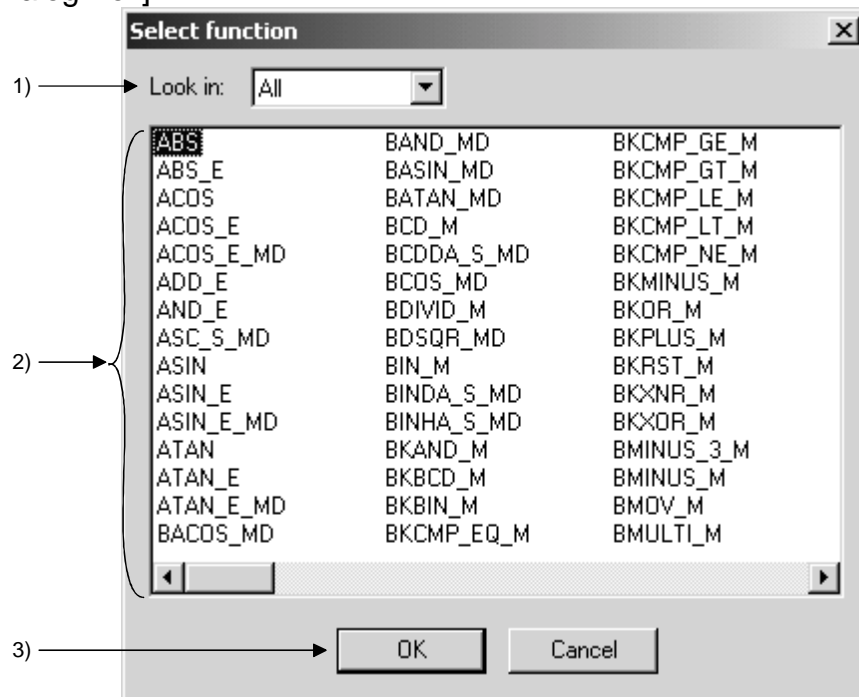 Select function
1)
Look in: All
2)
ABS BAND_MD BKCMP_GE_M
ABS_E BASIN_MD BKCMP_GT_M
ACOS BATAN_MD BKCMP_LE_M
ACOS_E BCD_M BKCMP_LT_M
ACOS_E_MD BCDDA_S_MD BKCMP_NE_M
ADD_E BCOS_MD BKMINUS_M
AND_E BDIVID_M BKOR_M
ASC_S_MD BDSQR_MD BKPLUS_M
ASIN BIN_M BKRST_M
ASIN_E BINDA_S_MD BKXNR_M
ASIN_E_MD BINHA_S_MD BKXOR_M
ATAN BKAND_M BMINUS_3_M
ATAN_E BKBCD_M BMINUS_M
ATAN_E_MD BKBIN_M BMOV_M
BACOS_MD BKCMP_EQ_M BMULTI_M
3)
OK Cancel